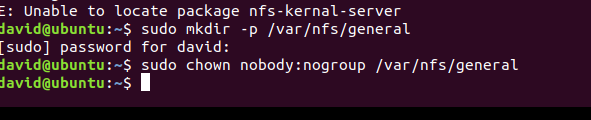 E: Unable to locate package nfs-kernal-server
david@ubuntu:~$ sudo mkdir -p /var/nfs/general
[sudo] password for david:
david@ubuntu:~$ sudo chown nobody:nogroup /var/nfs/general
david@ubuntu:~$